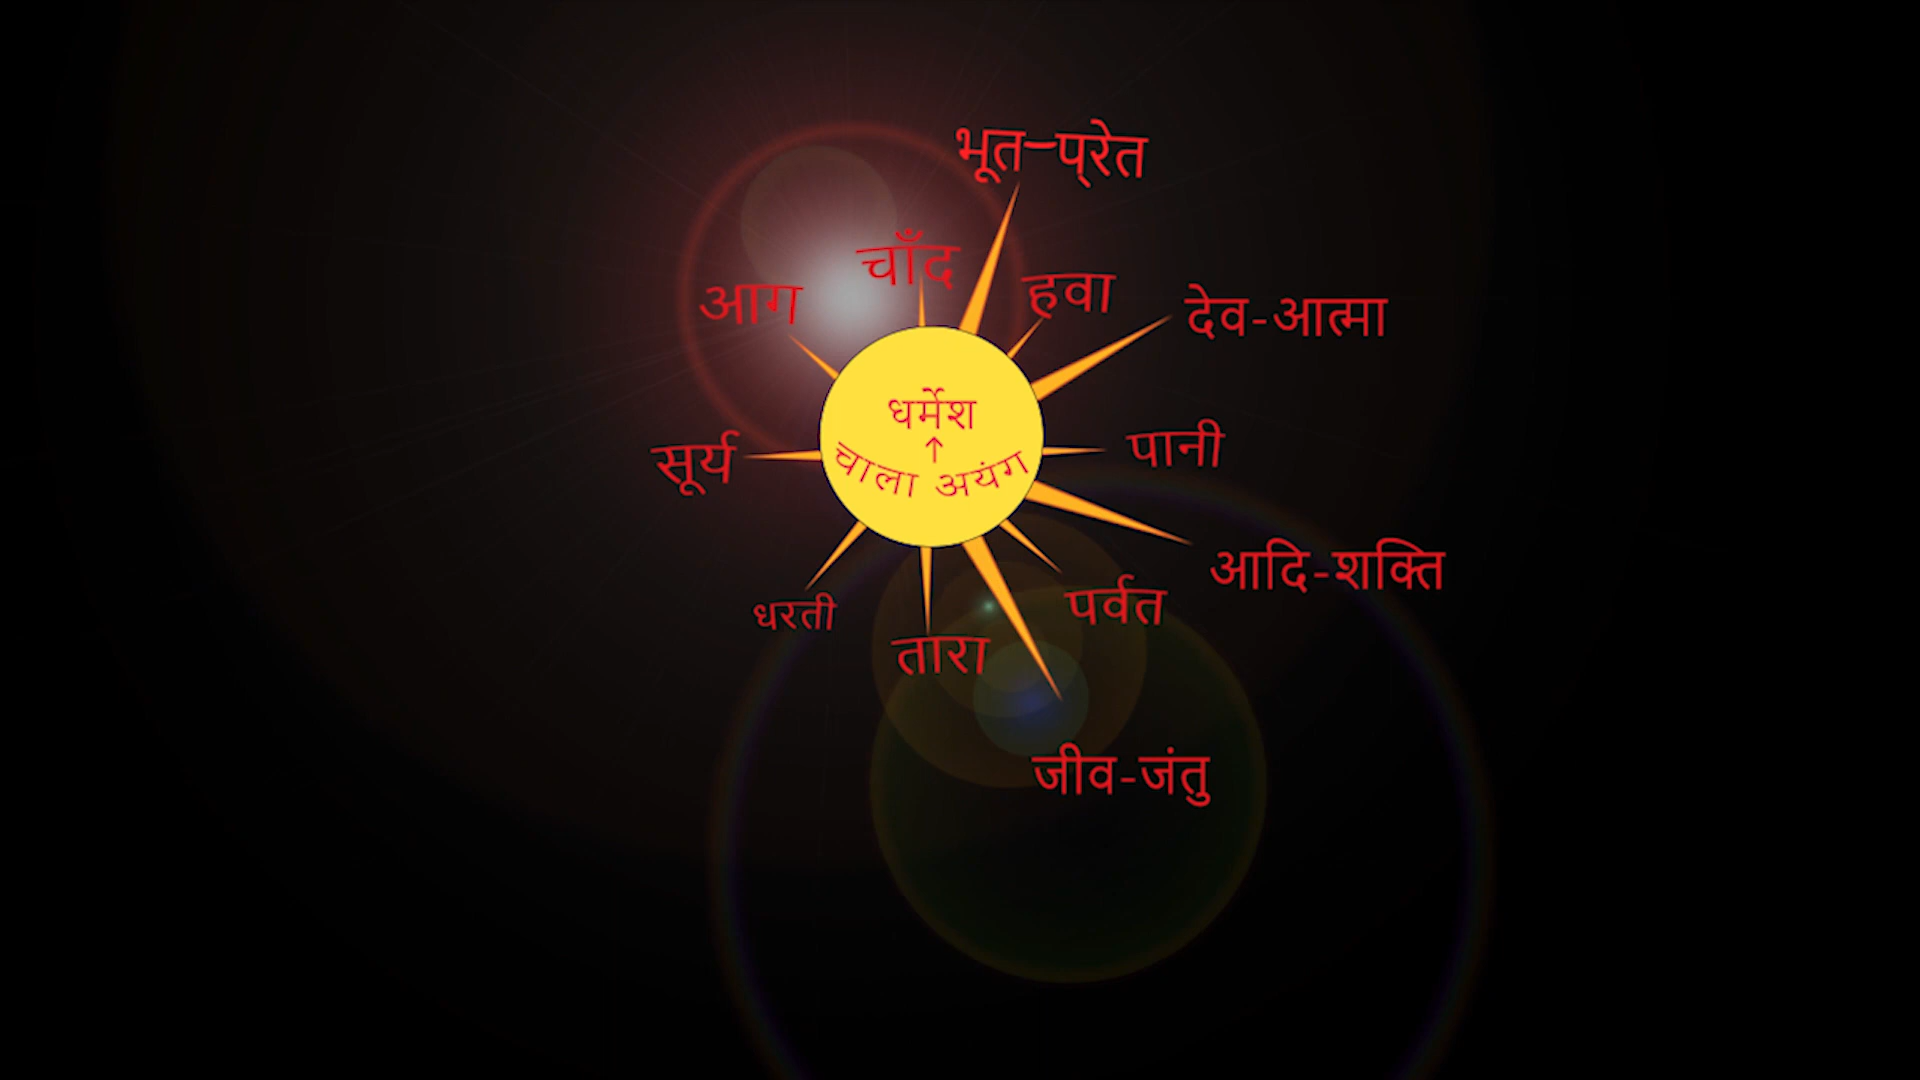 भूत-प्रेत
चाँद
हवा
आग
देव-आत्मा
धर्मेश
↑
चाला अयंग
पानी
सूर्य
आदि-शक्ति
पर्वत
धरती
तारा
जीव-जंतु